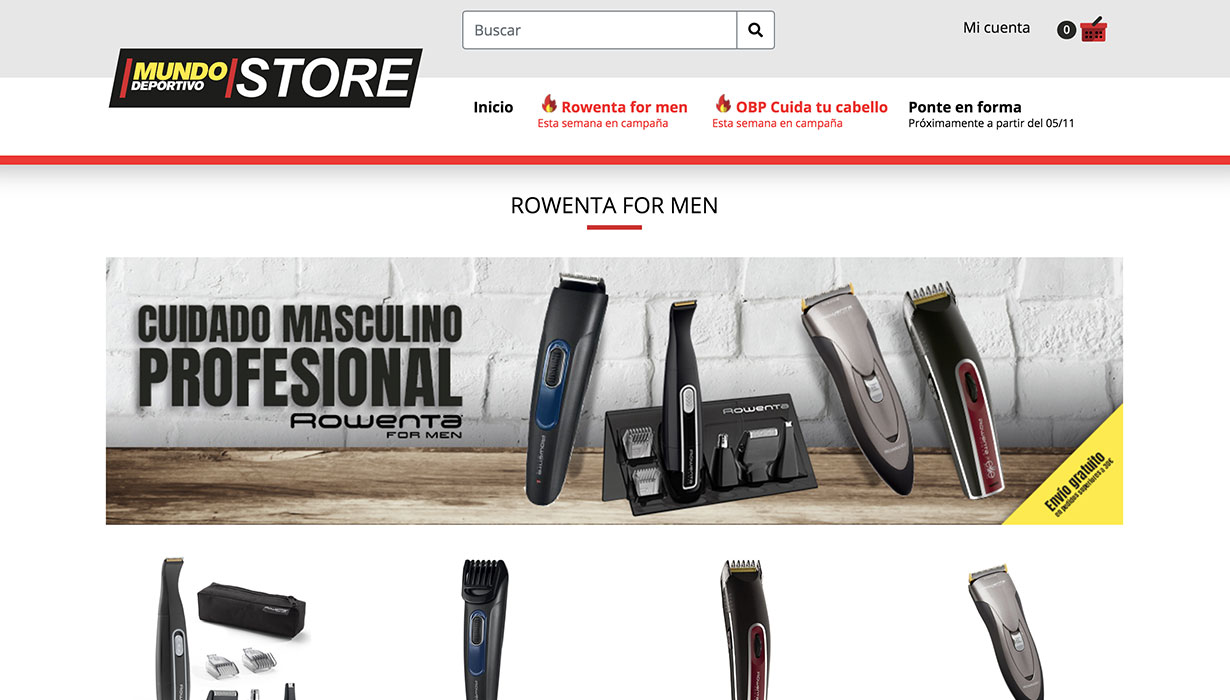 Buscar
Mi cuenta
0
MUNDO
DEPORTIVO
STORE
Inicio
Rowenta for men
Esta semana en campaña
OBP Cuida tu cabello
Esta semana en campaña
Ponte en forma
Próximamente a partir del 05/11
ROWENTA FOR MEN
CUIDADO MASCULINO
PROFESIONAL
Rowenta
FOR MEN
Rowenta
Envío gratuito
en pedidos superiores a 30€